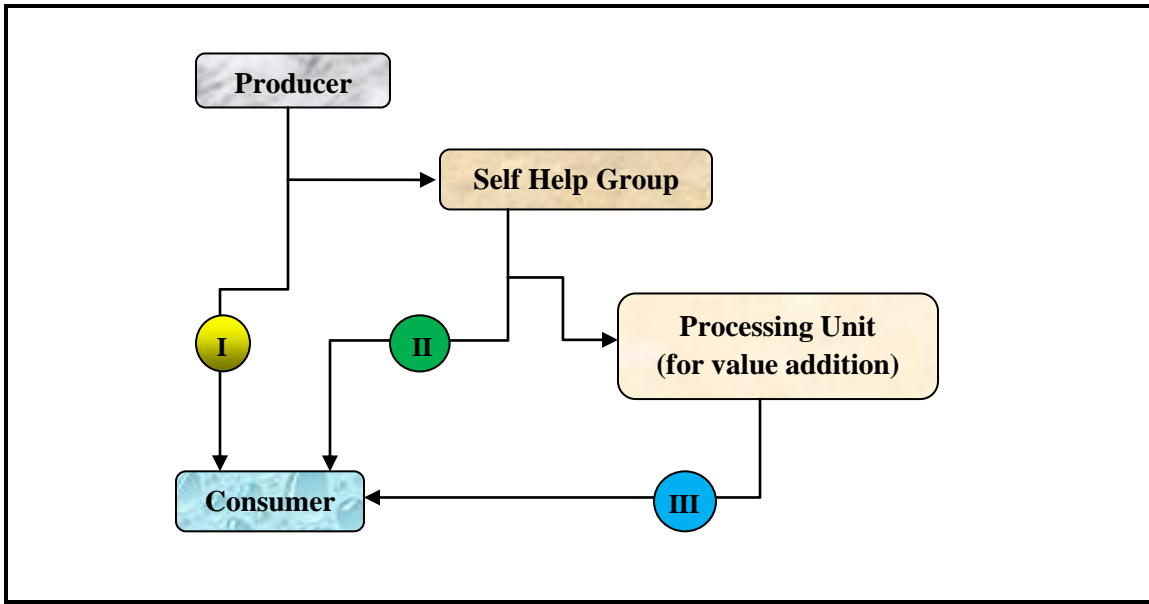 Producer
Self Help Group
Processing Unit
(for value addition)
I
II
Consumer
III